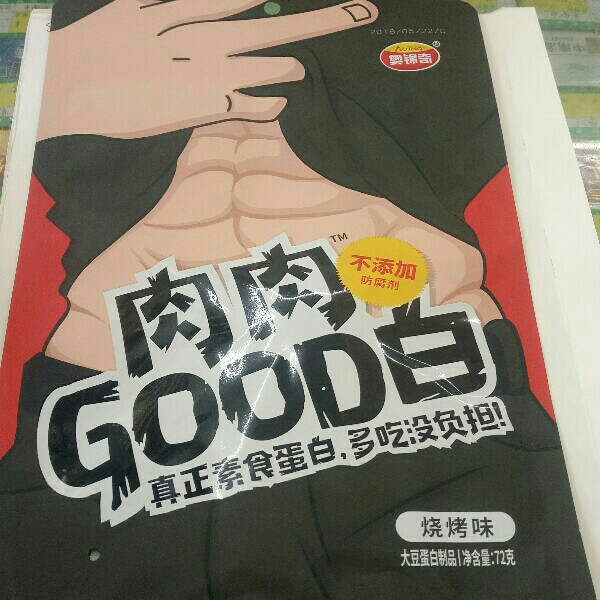 奥锦奇
肉肉
TM
不添加
防腐剂
GOOD白
真正素食蛋白,多吃没负担!
烧烤味
大豆蛋白制品|净含量:72克